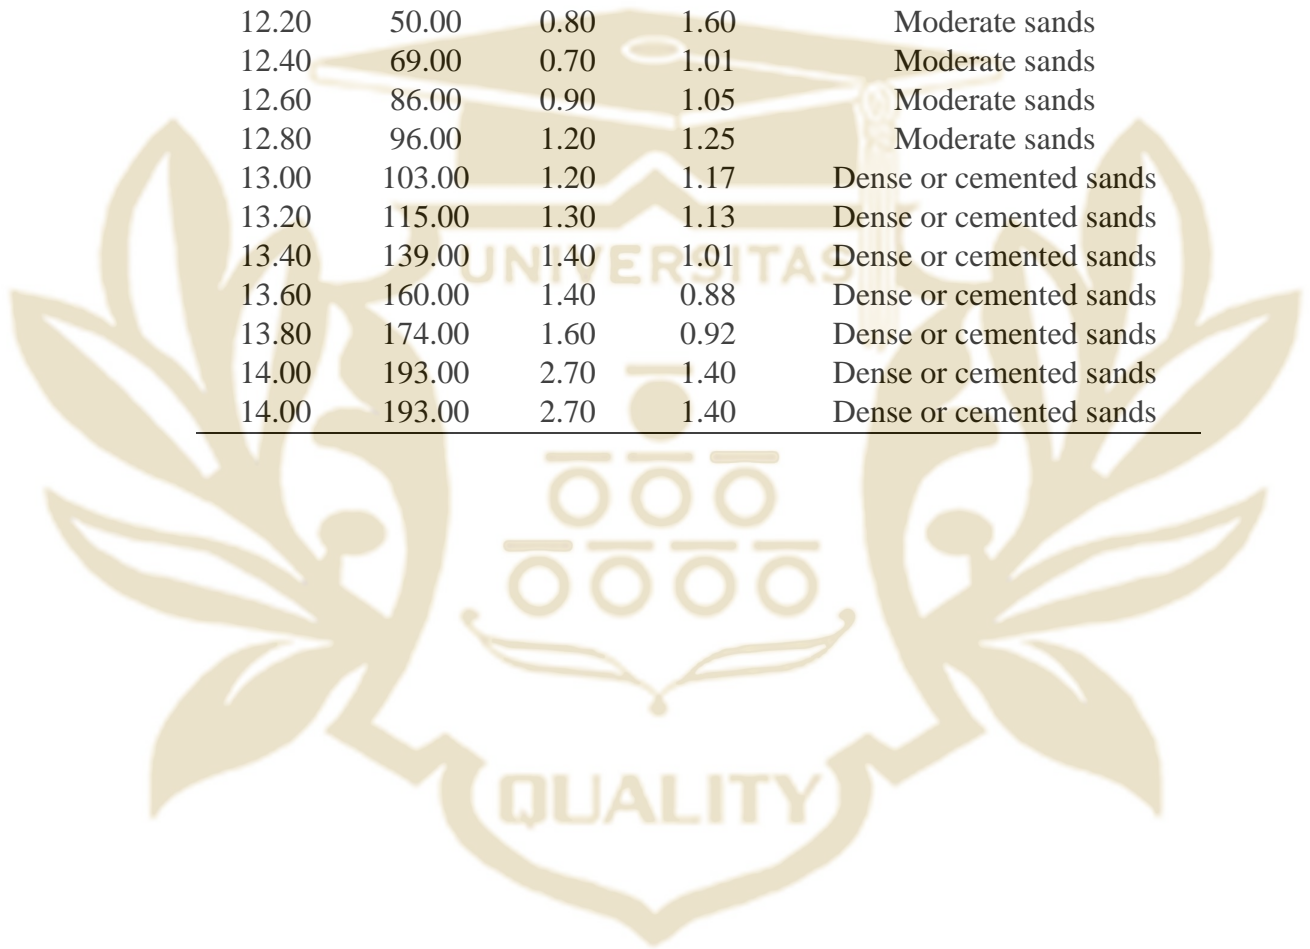 12.20 50.00 0.80 1.60 Moderate sands
12.40 69.00 0.70 1.01 Moderate sands
12.60 86.00 0.90 1.05 Moderate sands
12.80 96.00 1.20 1.25 Moderate sands
13.00 103.00 1.20 1.17 Dense or cemented sands
13.20 115.00 1.30 1.13 Dense or cemented sands
13.40 139.00 1.40 1.01 Dense or cemented sands
13.60 160.00 1.40 0.88 Dense or cemented sands
13.80 174.00 1.60 0.92 Dense or cemented sands
14.00 193.00 2.70 1.40 Dense or cemented sands
14.00 193.00 2.70 1.40 Dense or cemented sands
UNIVERSITAS
QUALITY